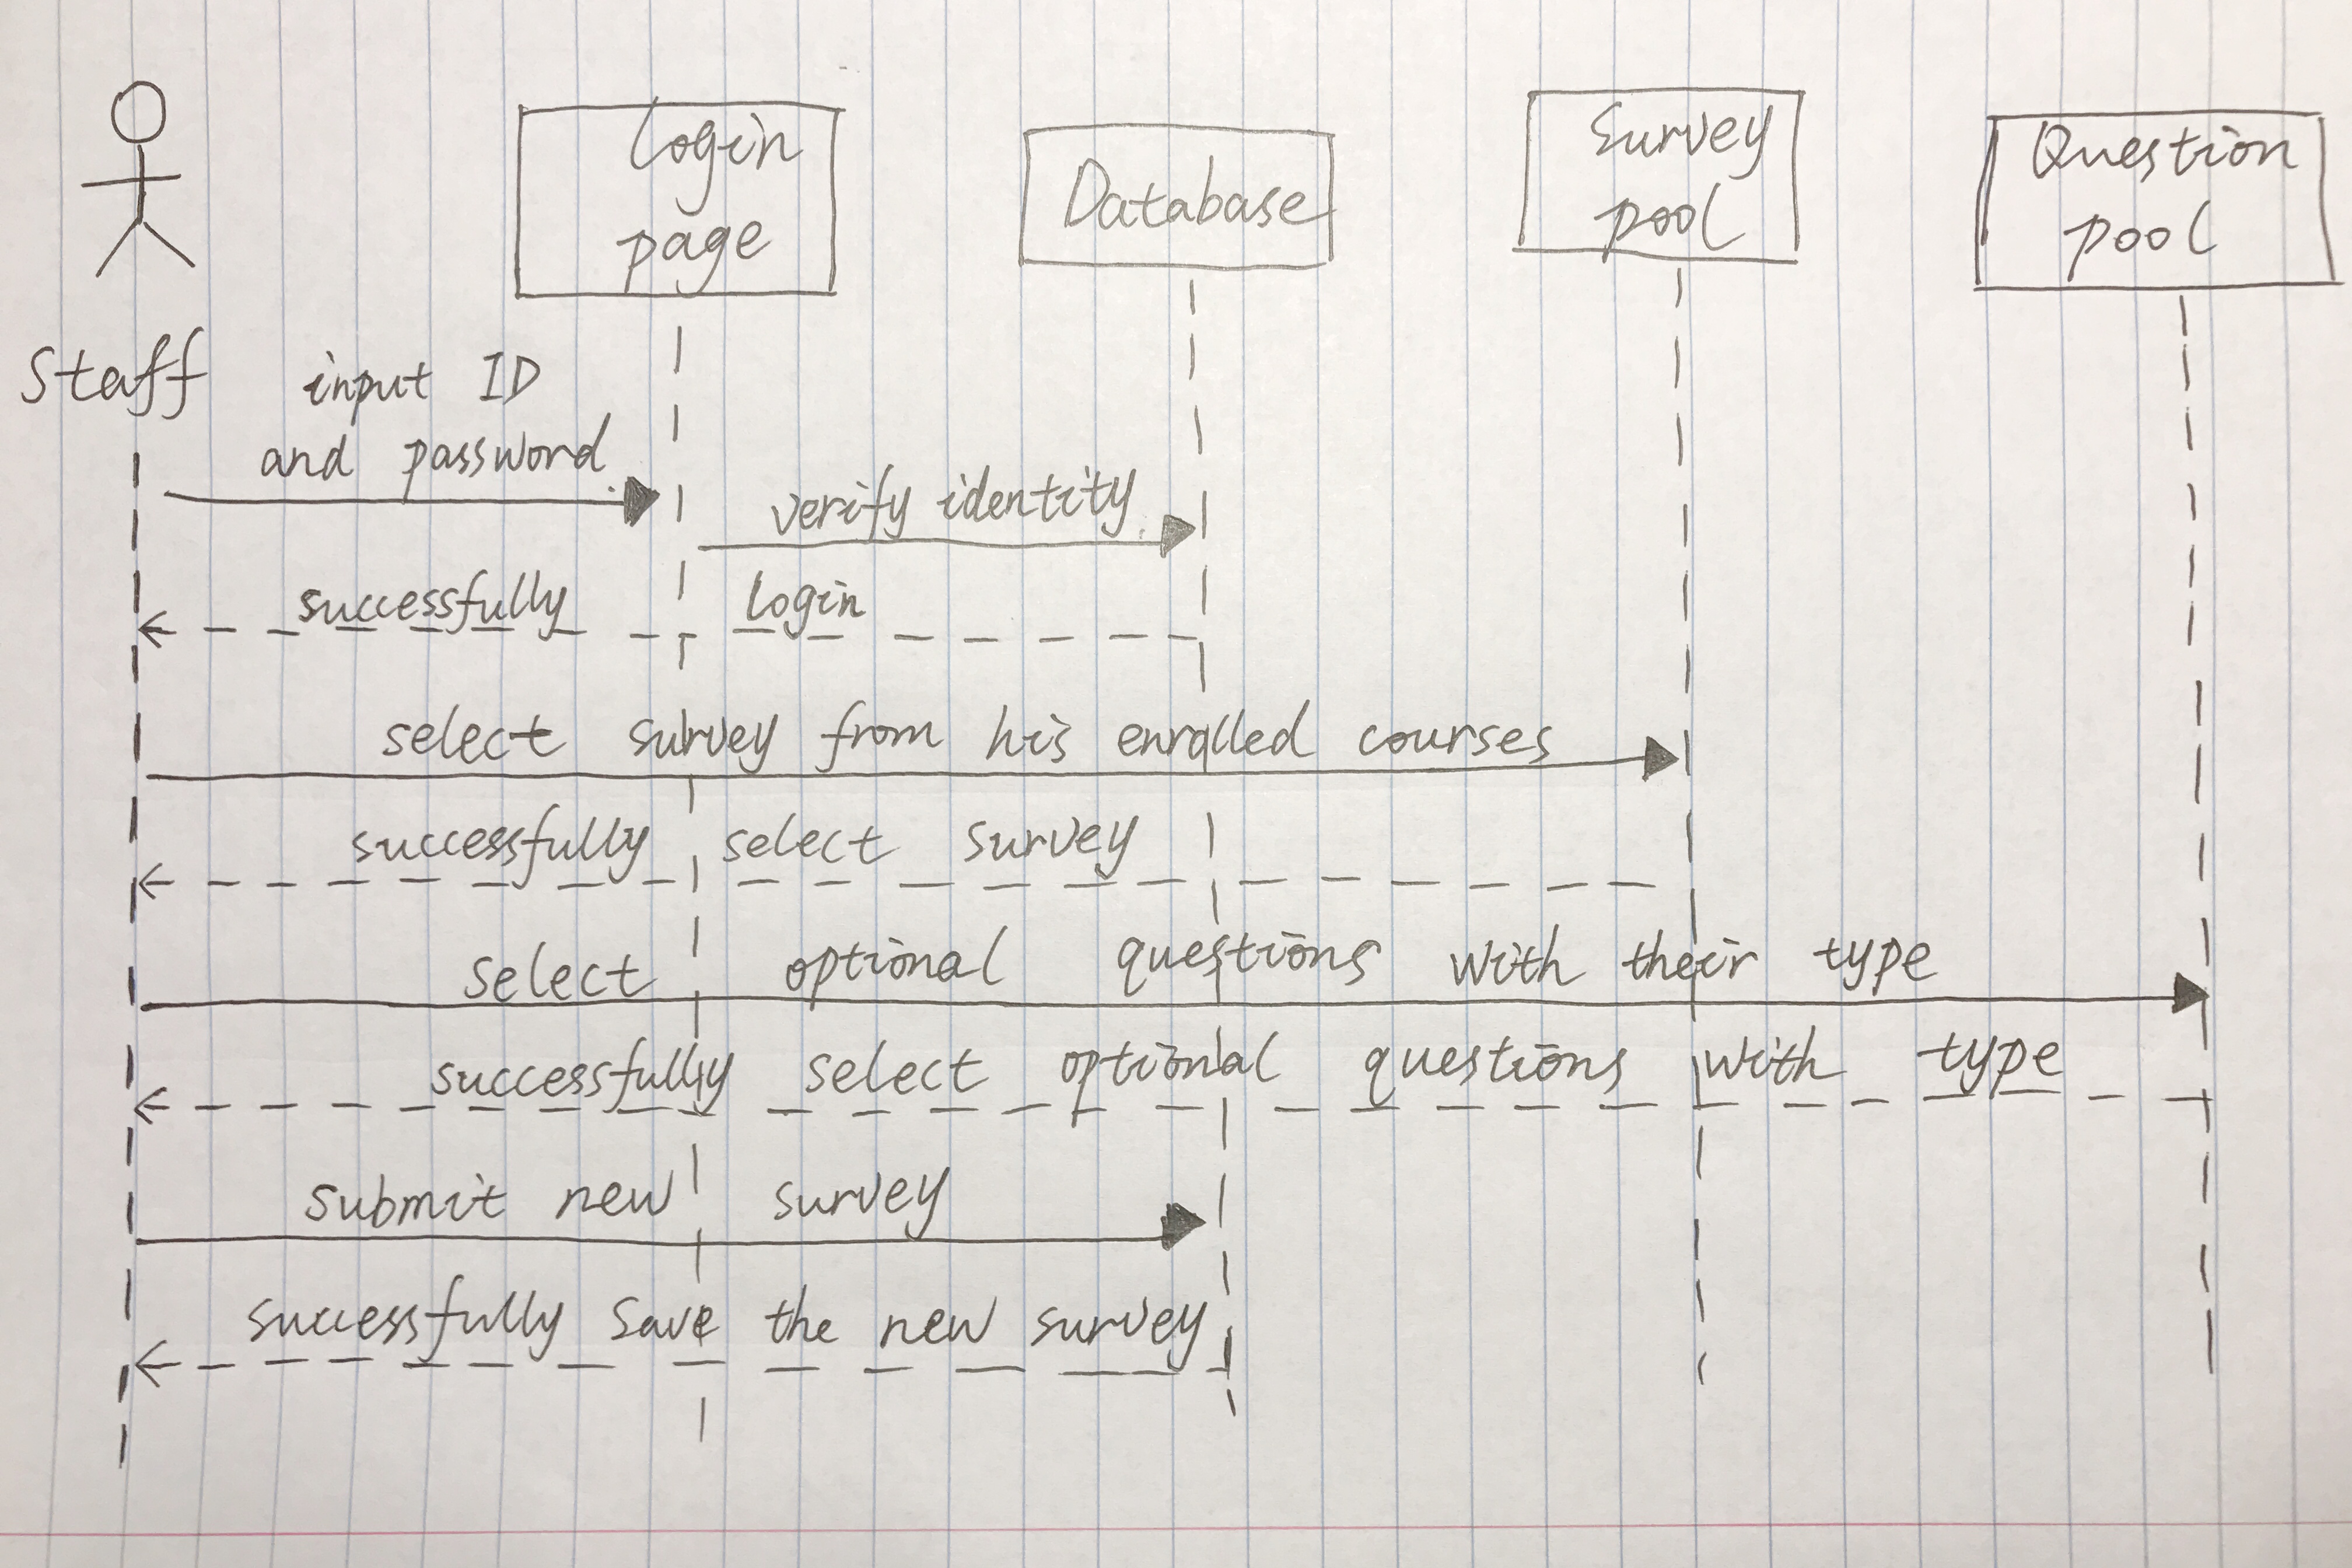 login
page
Database
survey
pool
Question
pool
Staff
input ID
and password
verify identity
successfully login
select survey from his enrolled courses
successfully select survey
select optional questions with their type
successfully select optional questions with type
submit new survey
successfully save the new survey